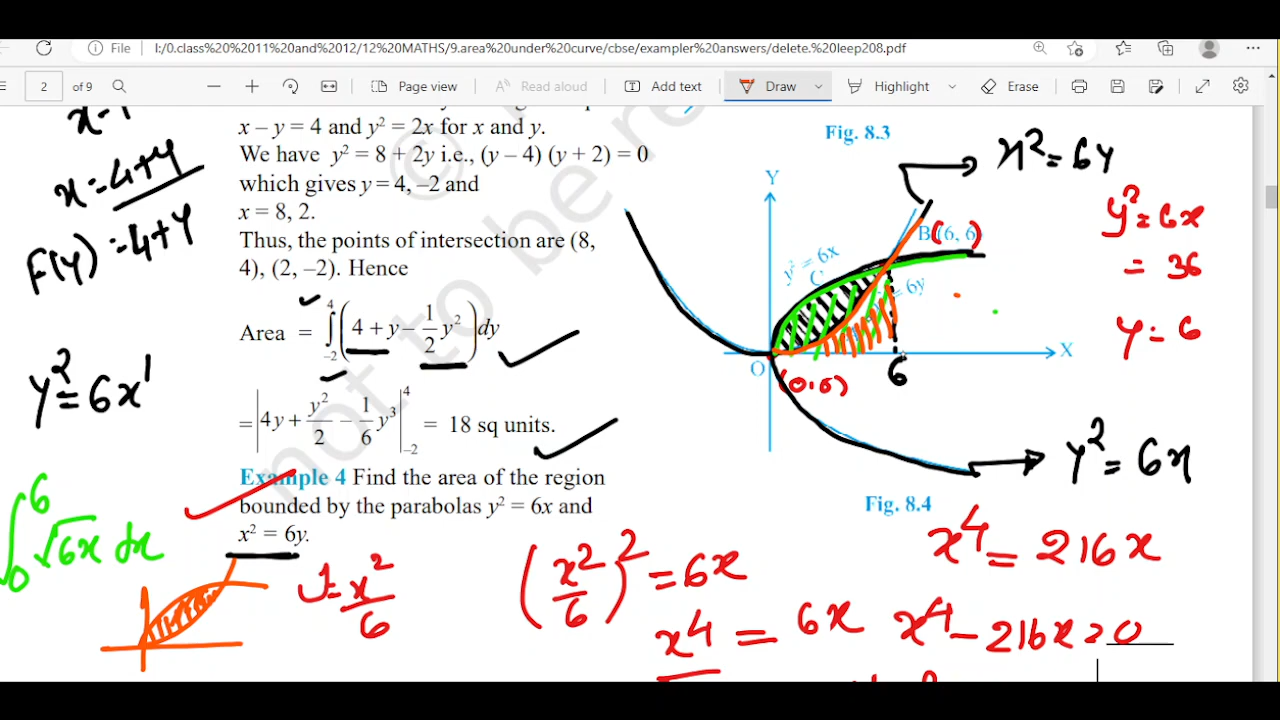 File
I:/0.class%20%2011%20and%2012/12%20MATHS/9.area%20under%20curve/cbse/exampler%20answers/delete.%20leep208.pdf
2 of 9
Page view
Read aloud
Add text
Draw
Highlight
Erase
x – y = 4 and y² = 2x for x and y.
We have y² = 8 + 2y i.e., (y – 4) (y + 2) = 0
which gives y = 4, –2 and
x = 8, 2.
Thus, the points of intersection are (8,
4), (2, –2). Hence
Area = ∫₋₂⁴ (4 + y – 1/2 y²) dy
= |4y + y²/2 – 1/6 y³|₋₂⁴ = 18 sq units.
Example 4 Find the area of the region
bounded by the parabolas y² = 6x and
x² = 6y.
x = 4+y
F(y) = 4+y
y² = 6x
∫₀⁶ √6x dx
Fig. 8.3
Y
x² = 6y
y² = 6x
= 36
y = 6
B (6, 6)
y² = 6x
C
= 6y
O
X
(0,0)
6
y² = 6x
Fig. 8.4
= x²/6
(x²/6)² = 6x
x⁴ = 6x
x⁴ = 216x
x⁴ – 216x = 0
not to be re
©